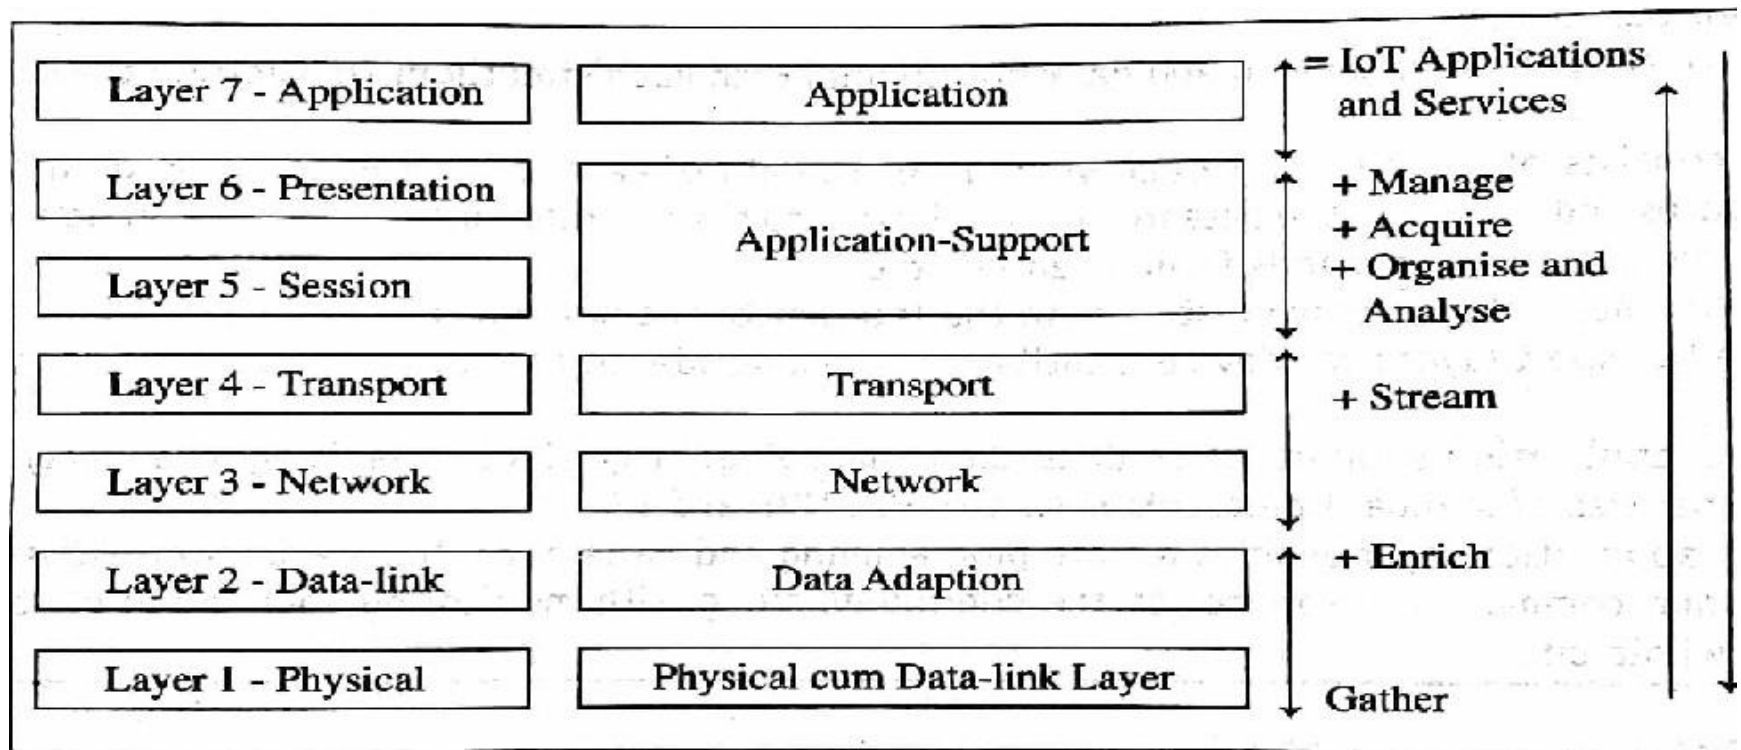 Layer 7 - Application
Application
= IoT Applications
and Services
Layer 6 - Presentation
Application-Support
+ Manage
+ Acquire
+ Organise and
Analyse
Layer 5 - Session
Layer 4 - Transport
Transport
+ Stream
Layer 3 - Network
Network
Layer 2 - Data-link
Data Adaption
+ Enrich
Layer 1 - Physical
Physical cum Data-link Layer
Gather